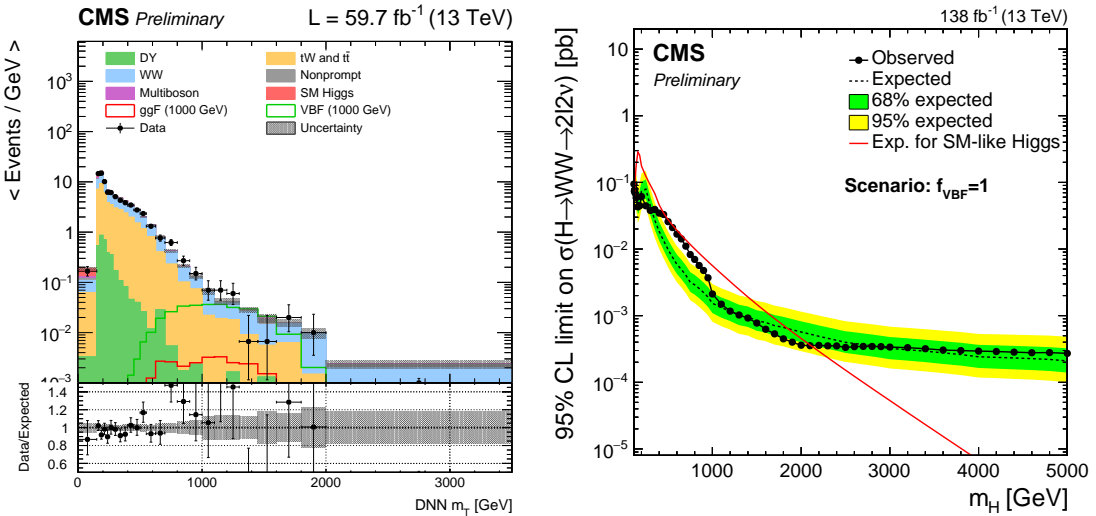 CMS Preliminary L = 59.7 fb⁻¹ (13 TeV)
< Events / GeV >
DY
tW and tt̄
WW
Nonprompt
Multiboson
SM Higgs
ggF (1000 GeV)
VBF (1000 GeV)
Data
Uncertainty
10³
10²
10
1
10⁻¹
10⁻²
10⁻³
Data/Expected
1.4
1.2
1
0.8
0.6
0 1000 2000 3000
DNN m_T [GeV]
138 fb⁻¹ (13 TeV)
CMS
Preliminary
95% CL limit on σ(H→WW→2l2ν) [pb]
Observed
Expected
68% expected
95% expected
Exp. for SM-like Higgs
Scenario: f_VBF=1
10
1
10⁻¹
10⁻²
10⁻³
10⁻⁴
10⁻⁵
1000 2000 3000 4000 5000
m_H [GeV]